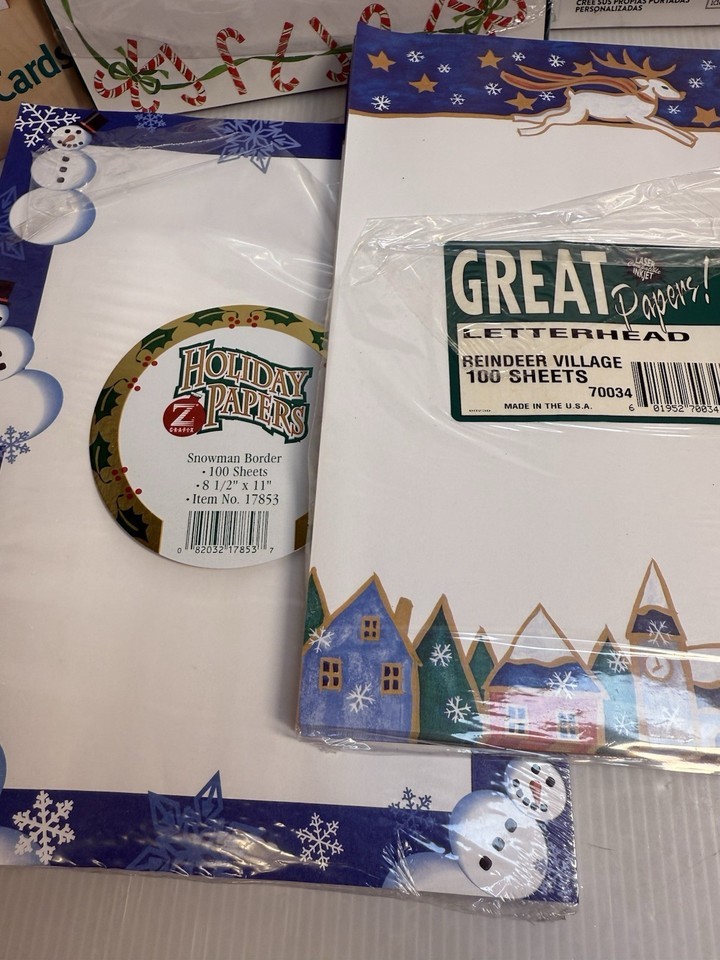 CREE SUS PROPIAS PORTADAS
PERSONALIZADAS
Cards
GREAT
Papers!
LASER
INKJET
LETTERHEAD
REINDEER VILLAGE
100 SHEETS
70034
MADE IN THE U.S.A.
6 01952 70034
HOLIDAY
PAPERS
Z
GRAFIX
Snowman Border
• 100 Sheets
• 8 1/2" x 11"
• Item No. 17853
0 82032 17853 7